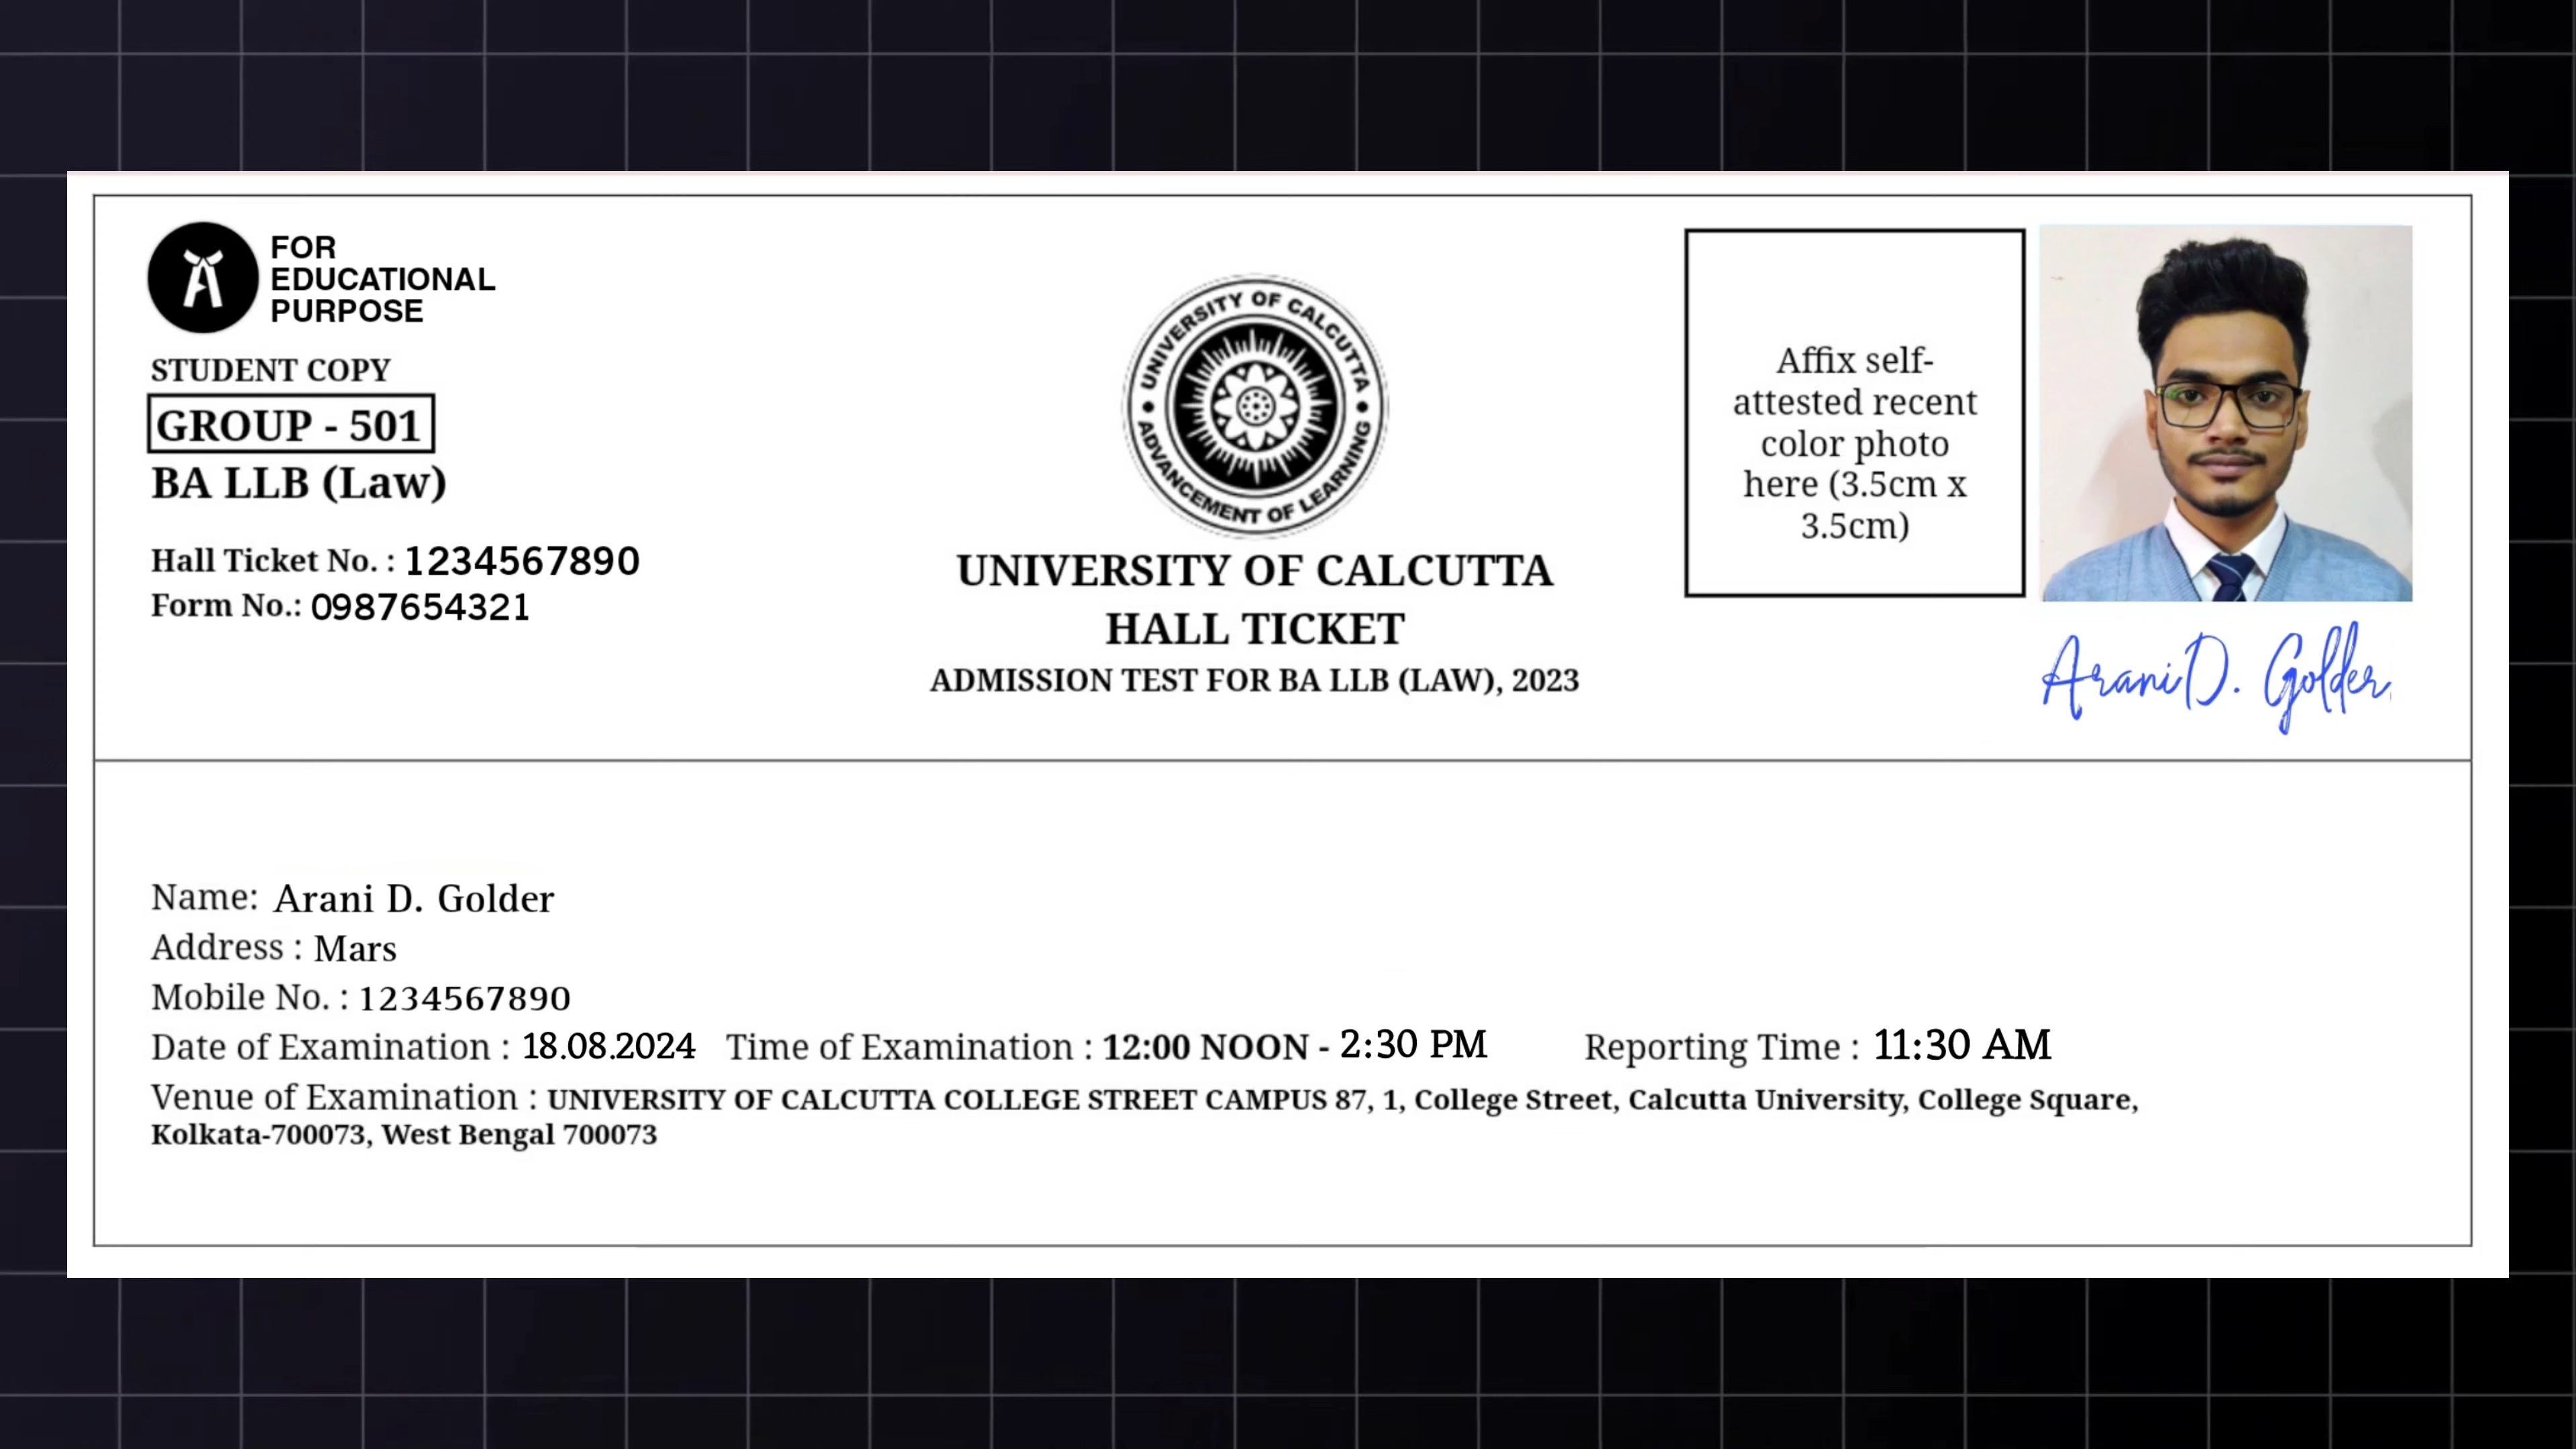 FOR
EDUCATIONAL
PURPOSE
STUDENT COPY
GROUP - 501
BA LLB (Law)
Hall Ticket No. : 1234567890
Form No.: 0987654321
UNIVERSITY OF CALCUTTA
ADVANCEMENT OF LEARNING
UNIVERSITY OF CALCUTTA
HALL TICKET
ADMISSION TEST FOR BA LLB (LAW), 2023
Affix self-
attested recent
color photo
here (3.5cm x
3.5cm)
Arani D. Golder
Name: Arani D. Golder
Address : Mars
Mobile No. : 1234567890
Date of Examination : 18.08.2024 Time of Examination : 12:00 NOON - 2:30 PM Reporting Time : 11:30 AM
Venue of Examination : UNIVERSITY OF CALCUTTA COLLEGE STREET CAMPUS 87, 1, College Street, Calcutta University, College Square,
Kolkata-700073, West Bengal 700073